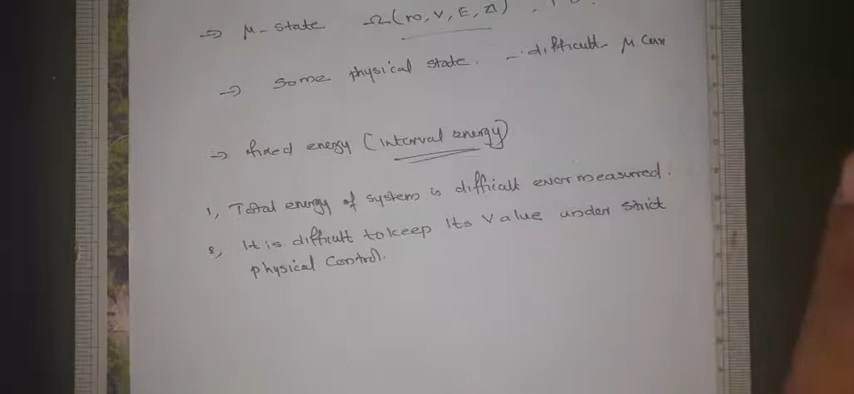 ⇒ μ-state Ω(N, V, E, Δ)
→ Some physical state. - difficult μ Can
→ fixed energy (interval energy)
1, Total energy of system is difficult ever measured.
2, It is difficult to keep Its Value under strict
physical Control.